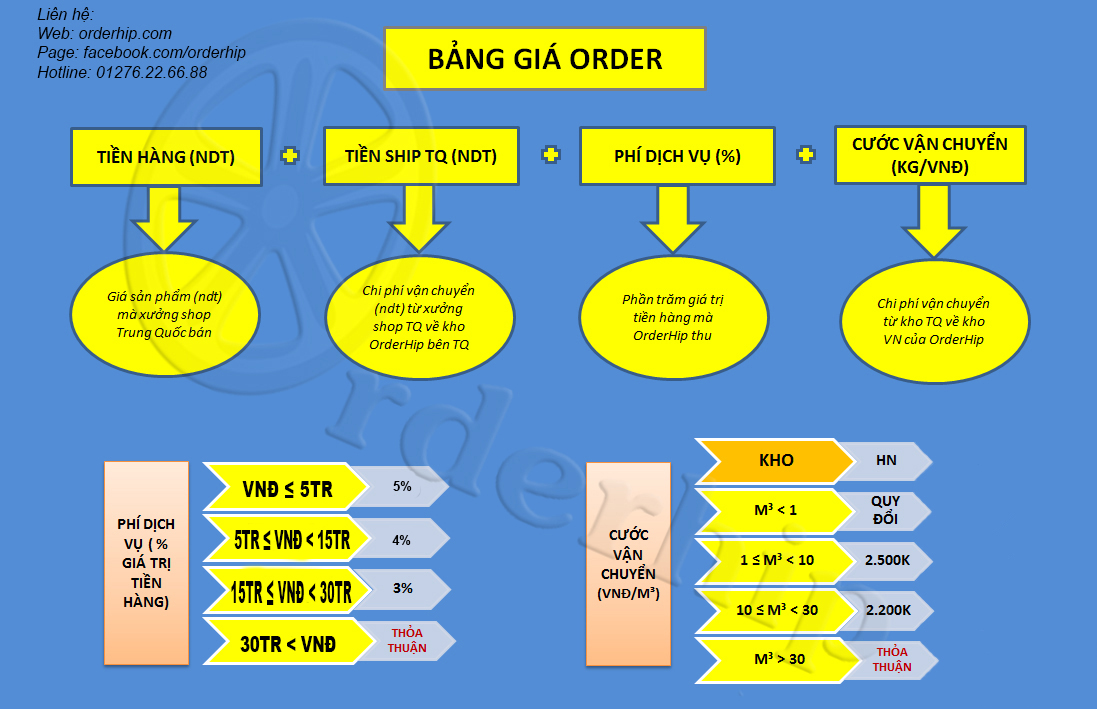 Liên hệ:
Web: orderhip.com
Page: facebook.com/orderhip
Hotline: 01276.22.66.88
BẢNG GIÁ ORDER
TIỀN HÀNG (NDT)
TIỀN SHIP TQ (NDT)
PHÍ DỊCH VỤ (%)
CƯỚC VẬN CHUYỂN
(KG/VNĐ)
Giá sản phẩm (ndt)
mà xưởng shop
Trung Quốc bán
Chi phí vận chuyển
(ndt) từ xưởng
shop TQ về kho
OrderHip bên TQ
Phần trăm giá trị
tiền hàng mà
OrderHip thu
Chi phí vận chuyển
từ kho TQ về kho
VN của OrderHip
PHÍ DỊCH
VỤ ( %
GIÁ TRỊ
TIỀN
HÀNG)
VNĐ ≤ 5TR
5%
5TR ≤ VNĐ < 15TR
4%
15TR ≤ VNĐ < 30TR
3%
30TR < VNĐ
THỎA
THUẬN
CƯỚC
VẬN
CHUYỂN
(VNĐ/M³)
KHO
HN
M³ < 1
QUY
ĐỔI
1 ≤ M³ < 10
2.500K
10 ≤ M³ < 30
2.200K
M³ > 30
THỎA
THUẬN
Orderhip